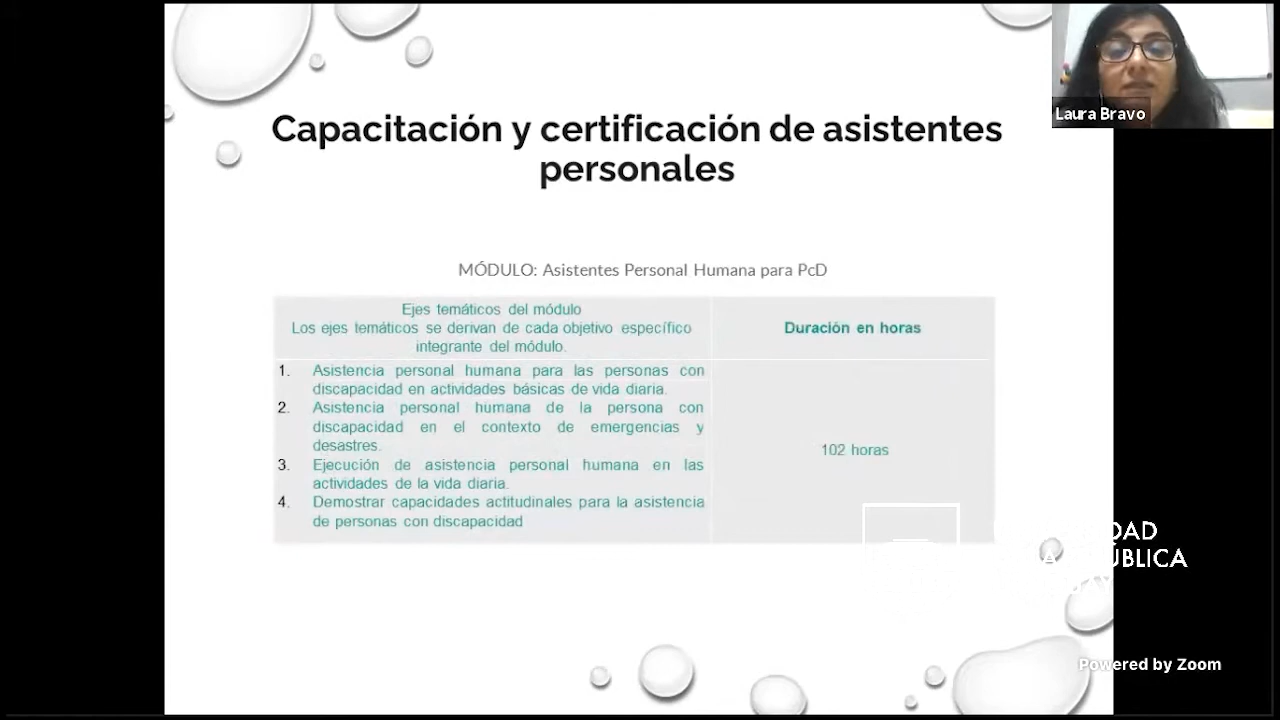 Capacitación y certificación de asistentes
personales
Laura Bravo
MÓDULO: Asistentes Personal Humana para PcD
Ejes temáticos del módulo
Los ejes temáticos se derivan de cada objetivo específico
integrante del módulo.
Duración en horas
1. Asistencia personal humana para las personas con
discapacidad en actividades básicas de vida diaria.
2. Asistencia personal humana de la persona con
discapacidad en el contexto de emergencias y
desastres.
3. Ejecución de asistencia personal humana en las
actividades de la vida diaria.
4. Demostrar capacidades actitudinales para la asistencia
de personas con discapacidad
102 horas
Powered by Zoom